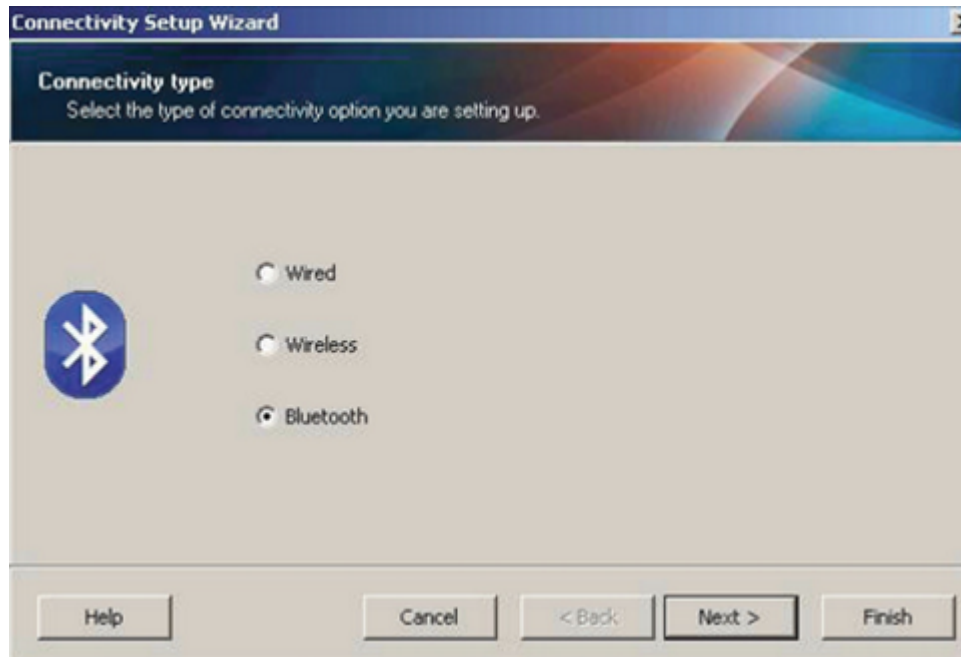 Connectivity Setup Wizard
Connectivity type
Select the type of connectivity option you are setting up.
Wired
Wireless
Bluetooth
Help Cancel < Back Next > Finish